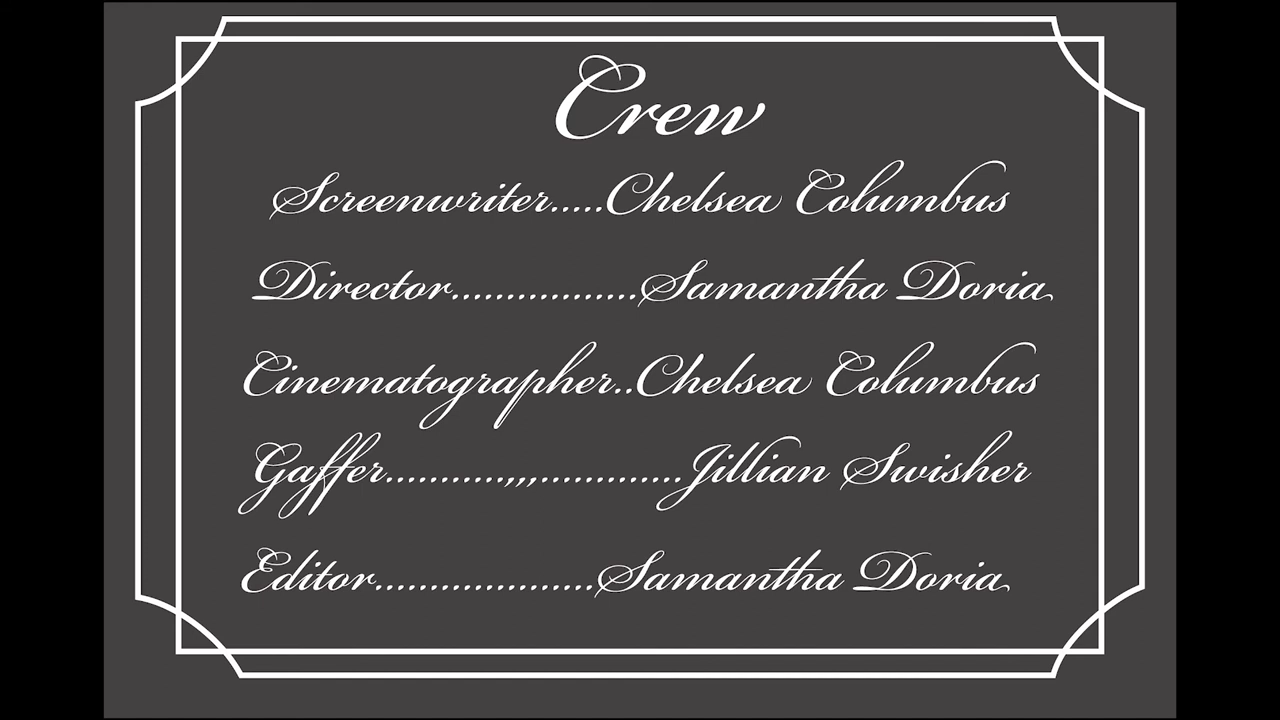 Crew
Screenwriter.....Chelsea Columbus
Director.................Samantha Doria
Cinematographer..Chelsea Columbus
Gaffer...........,,,.............Jillian Swisher
Editor....................Samantha Doria